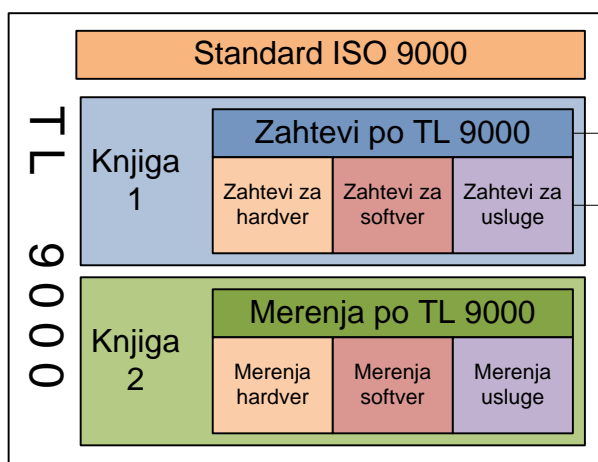 TL 9000
Standard ISO 9000
Knjiga
1
Zahtevi po TL 9000
Zahtevi za
hardver
Zahtevi za
softver
Zahtevi za
usluge
Knjiga
2
Merenja po TL 9000
Merenja
hardver
Merenja
softver
Merenja
usluge